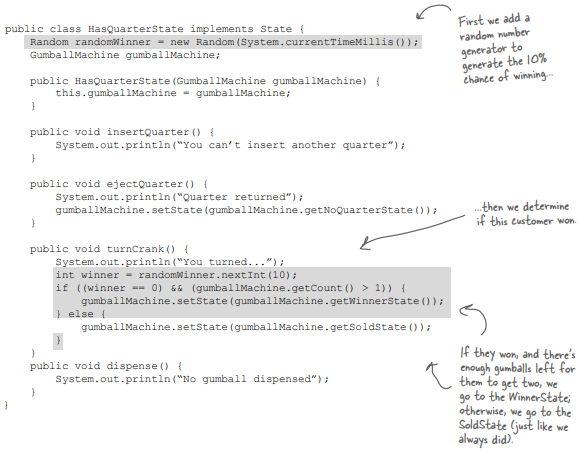 public class HasQuarterState implements State {
Random randomWinner = new Random(System.currentTimeMillis());
GumballMachine gumballMachine;
public HasQuarterState(GumballMachine gumballMachine) {
this.gumballMachine = gumballMachine;
}
public void insertQuarter() {
System.out.println(“You can’t insert another quarter”);
}
public void ejectQuarter() {
System.out.println(“Quarter returned”);
gumballMachine.setState(gumballMachine.getNoQuarterState());
}
public void turnCrank() {
System.out.println(“You turned...”);
int winner = randomWinner.nextInt(10);
if ((winner == 0) && (gumballMachine.getCount() > 1)) {
gumballMachine.setState(gumballMachine.getWinnerState());
} else {
gumballMachine.setState(gumballMachine.getSoldState());
}
}
public void dispense() {
System.out.println(“No gumball dispensed”);
}
}
First we add a
random number
generator to
generate the 10%
chance of winning...
...then we determine
if this customer won.
If they won, and there’s
enough gumballs left for
them to get two, we
go to the WinnerState;
otherwise, we go to the
SoldState (just like we
always did).